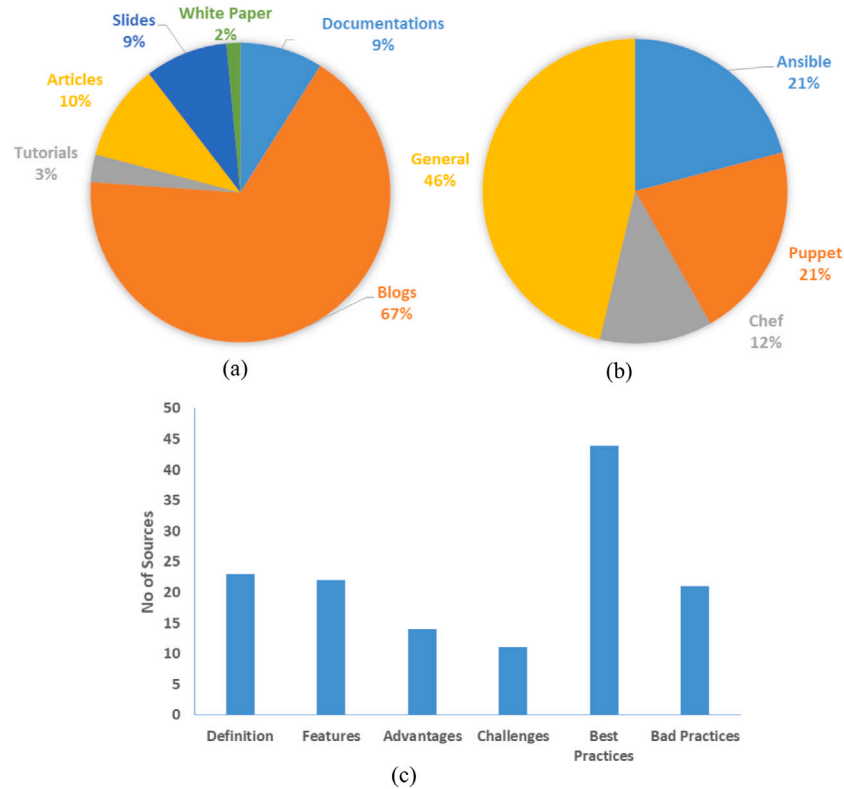 White Paper
2%
Slides
9%
Documentations
9%
Articles
10%
Tutorials
3%
Blogs
67%
(a)
Ansible
21%
General
46%
Puppet
21%
Chef
12%
(b)
50
45
40
35
30
25
20
15
10
5
0
No of Sources
Definition
Features
Advantages
Challenges
Best
Practices
Bad Practices
(c)